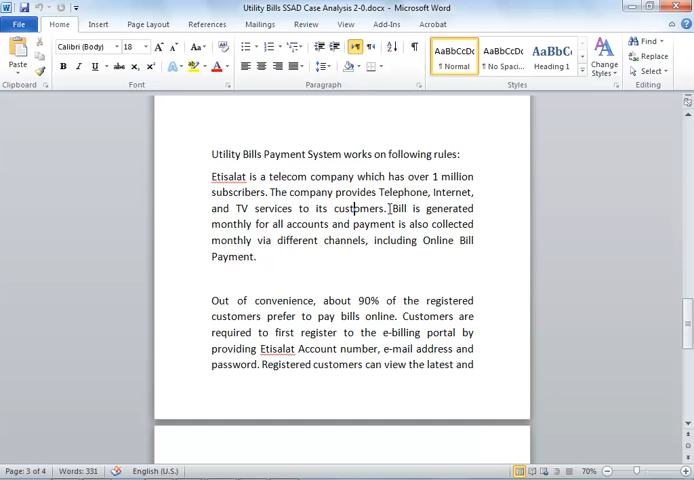 Utility Bills SSAD Case Analysis 2-0.docx - Microsoft Word
File Home Insert Page Layout References Mailings Review View Add-Ins Acrobat
Calibri (Body) 18
Paste
B I U abc
AaBbCcDc AaBbCcDc AaBbCc
¶ Normal ¶ No Spaci... Heading 1
Change Styles
Find
Replace
Select
Clipboard Font Paragraph Styles Editing
Utility Bills Payment System works on following rules:
Etisalat is a telecom company which has over 1 million
subscribers. The company provides Telephone, Internet,
and TV services to its customers. Bill is generated
monthly for all accounts and payment is also collected
monthly via different channels, including Online Bill
Payment.
Out of convenience, about 90% of the registered
customers prefer to pay bills online. Customers are
required to first register to the e-billing portal by
providing Etisalat Account number, e-mail address and
password. Registered customers can view the latest and
Page: 3 of 4 Words: 331 English (U.S.) 70%